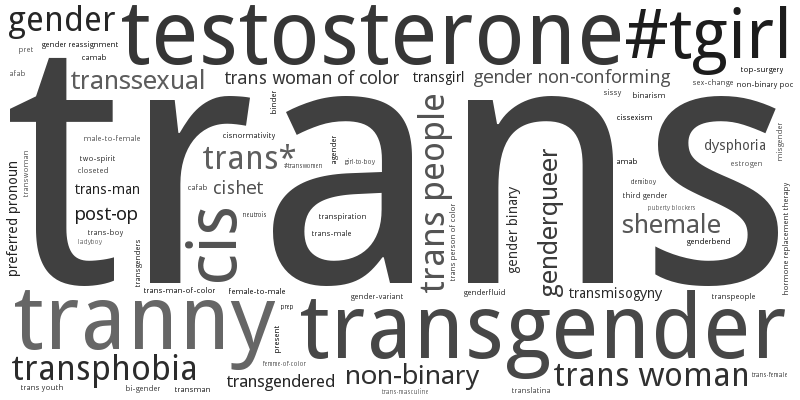 gender
testosterone
#tgirl
pret
gender reassignment
camab
afab
transsexual
trans woman of color
transgirl
gender non-conforming
top-surgery
sex-change
non-binary poc
trans
binder
sissy
binarism
cissexism
male-to-female
cisnormativity
agender
trans people
misgender
dysphoria
estrogen
two-spirit
closeted
trans*
#transwomen
girl-to-boy
amab
transwoman
preferred pronoun
trans-man
cafab
cishet
demiboy
third gender
puberty blockers
hormone replacement therapy
post-op
cis
neutrois
transpiration
trans person of color
gender binary
genderqueer
shemale
trans-boy
ladyboy
trans-male
genderbend
transgenders
trans-man-of-color
female-to-male
gender-variant
genderfluid
transmisogyny
transpeople
tranny
prep
present
transgender
transphobia
femme-of-color
transgendered
non-binary
trans woman
trans-female
trans youth
bi-gender
transman
trans-masculine
translatina